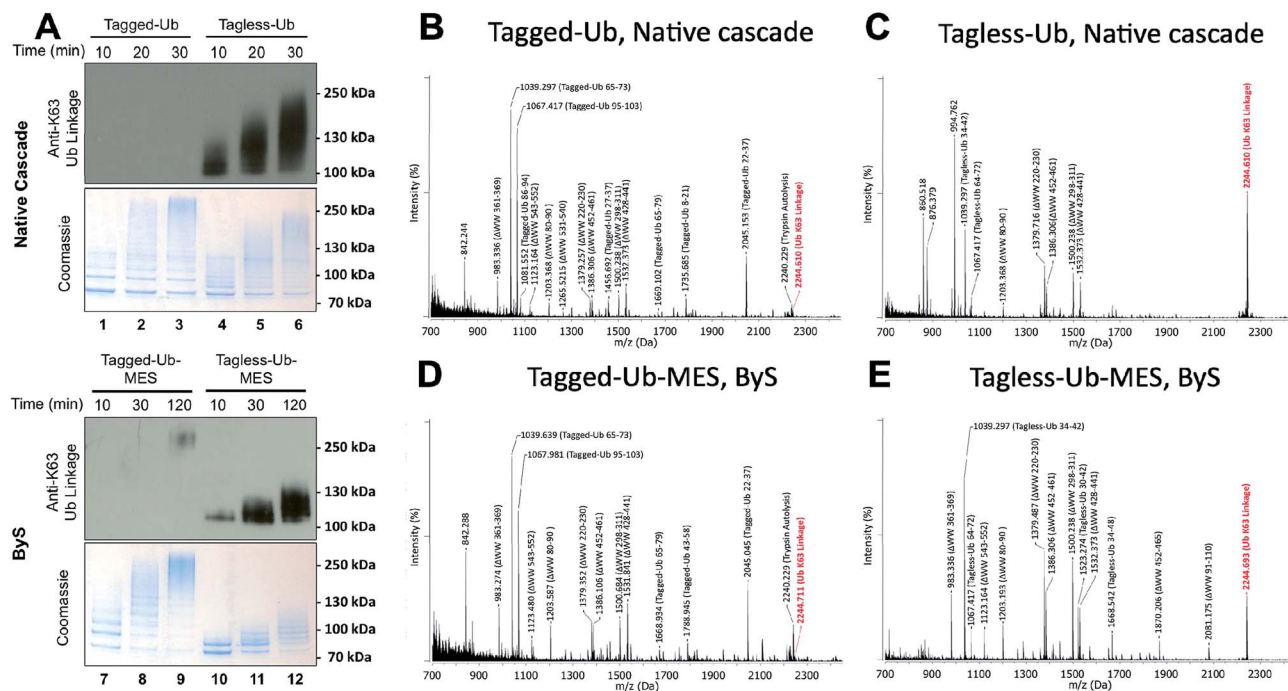 A
Tagged-Ub Tagless-Ub
Time (min) 10 20 30 10 20 30
Native Cascade
Anti-K63
Ub Linkage
- 250 kDa
- 130 kDa
- 100 kDa
Coomassie
- 250 kDa
- 130 kDa
- 100 kDa
- 70 kDa
1 2 3 4 5 6
Tagged-Ub-
MES
Tagless-Ub-
MES
Time (min) 10 30 120 10 30 120
ByS
Anti-K63
Ub Linkage
- 250 kDa
- 130 kDa
- 100 kDa
Coomassie
- 250 kDa
- 130 kDa
- 100 kDa
- 70 kDa
7 8 9 10 11 12
B
Tagged-Ub, Native cascade
Intensity (%)
842.244
983.336 (ΔWW 361-369)
1039.297 (Tagged-Ub 65-73)
1067.417 (Tagged-Ub 95-103)
1081.552 (Tagged-Ub 86-94)
1123.164 (ΔWW 543-552)
1203.368 (ΔWW 80-90)
1265.5215 (ΔWW 531-540)
1379.257 (ΔWW 220-230)
1386.306 (ΔWW 452-461)
1456.692 (Tagged-Ub 27-37)
1500.238 (ΔWW 298-311)
1532.373 (ΔWW 428-441)
1669.102 (Tagged-Ub 65-79)
1735.685 (Tagged-Ub 8-21)
2045.153 (Tagged-Ub 22-37)
2240.229 (Trypsin Autolysis)
2244.610 (Ub K63 Linkage)
700 900 1100 1300 1500 1700 1900 2100 2300
m/z (Da)
C
Tagless-Ub, Native cascade
Intensity (%)
860.518
876.379
994.762
1039.297 (Tagless-Ub 34-42)
1067.417 (Tagless-Ub 64-72)
1203.368 (ΔWW 80-90)
1379.716 (ΔWW 220-230)
1386.306(ΔWW 452-461)
1500.238 (ΔWW 298-311)
1532.373 (ΔWW 428-441)
2244.610 (Ub K63 Linkage)
700 900 1100 1300 1500 1700 1900 2100 2300
m/z (Da)
D
Tagged-Ub-MES, ByS
Intensity (%)
842.288
983.274 (ΔWW 361-369)
1039.639 (Tagged-Ub 65-73)
1067.981 (Tagged-Ub 95-103)
1123.480 (ΔWW 543-552)
1203.587 (ΔWW 80-90)
1379.352 (ΔWW 220-230)
1386.106 (ΔWW 452-461)
1500.684 (ΔWW 298-311)
1531.841 (ΔWW 428-441)
1668.934 (Tagged-Ub 65-79)
1788.945 (Tagged-Ub 43-58)
2045.045 (Tagged-Ub 22-37)
2240.229 (Trypsin Autolysis)
2244.711 (Ub K63 Linkage)
700 900 1100 1300 1500 1700 1900 2100 2300
m/z (Da)
E
Tagless-Ub-MES, ByS
Intensity (%)
983.336 (ΔWW 361-369)
1039.297 (Tagless-Ub 34-42)
1067.417 (Tagless-Ub 64-72)
1123.164 (ΔWW 543-552)
1203.193 (ΔWW 80-90)
1379.487 (ΔWW 220-230)
1386.306 (ΔWW 452-461)
1500.238 (ΔWW 298-311)
1523.274 (Tagless-Ub 30-42)
1532.373 (ΔWW 428-441)
1668.542 (Tagless-Ub 34-48)
1870.206 (ΔWW 452-465)
2081.175 (ΔWW 91-110)
2244.693 (Ub K63 Linkage)
700 900 1100 1300 1500 1700 1900 2100 2300
m/z (Da)